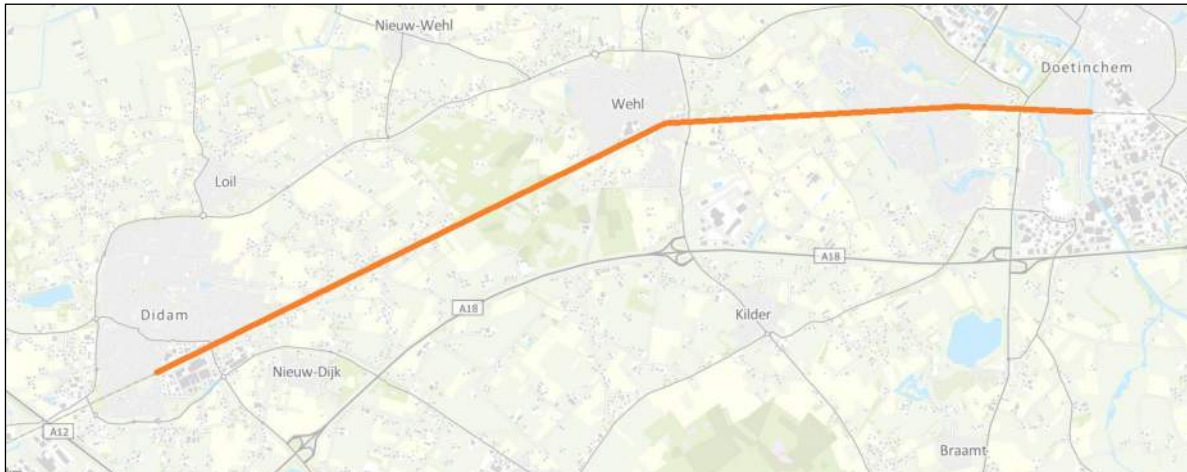 Nieuw-Wehl
Doetinchem
Wehl
Loil
A18
A18
Didam
Kilder
Nieuw-Dijk
A12
Braamt